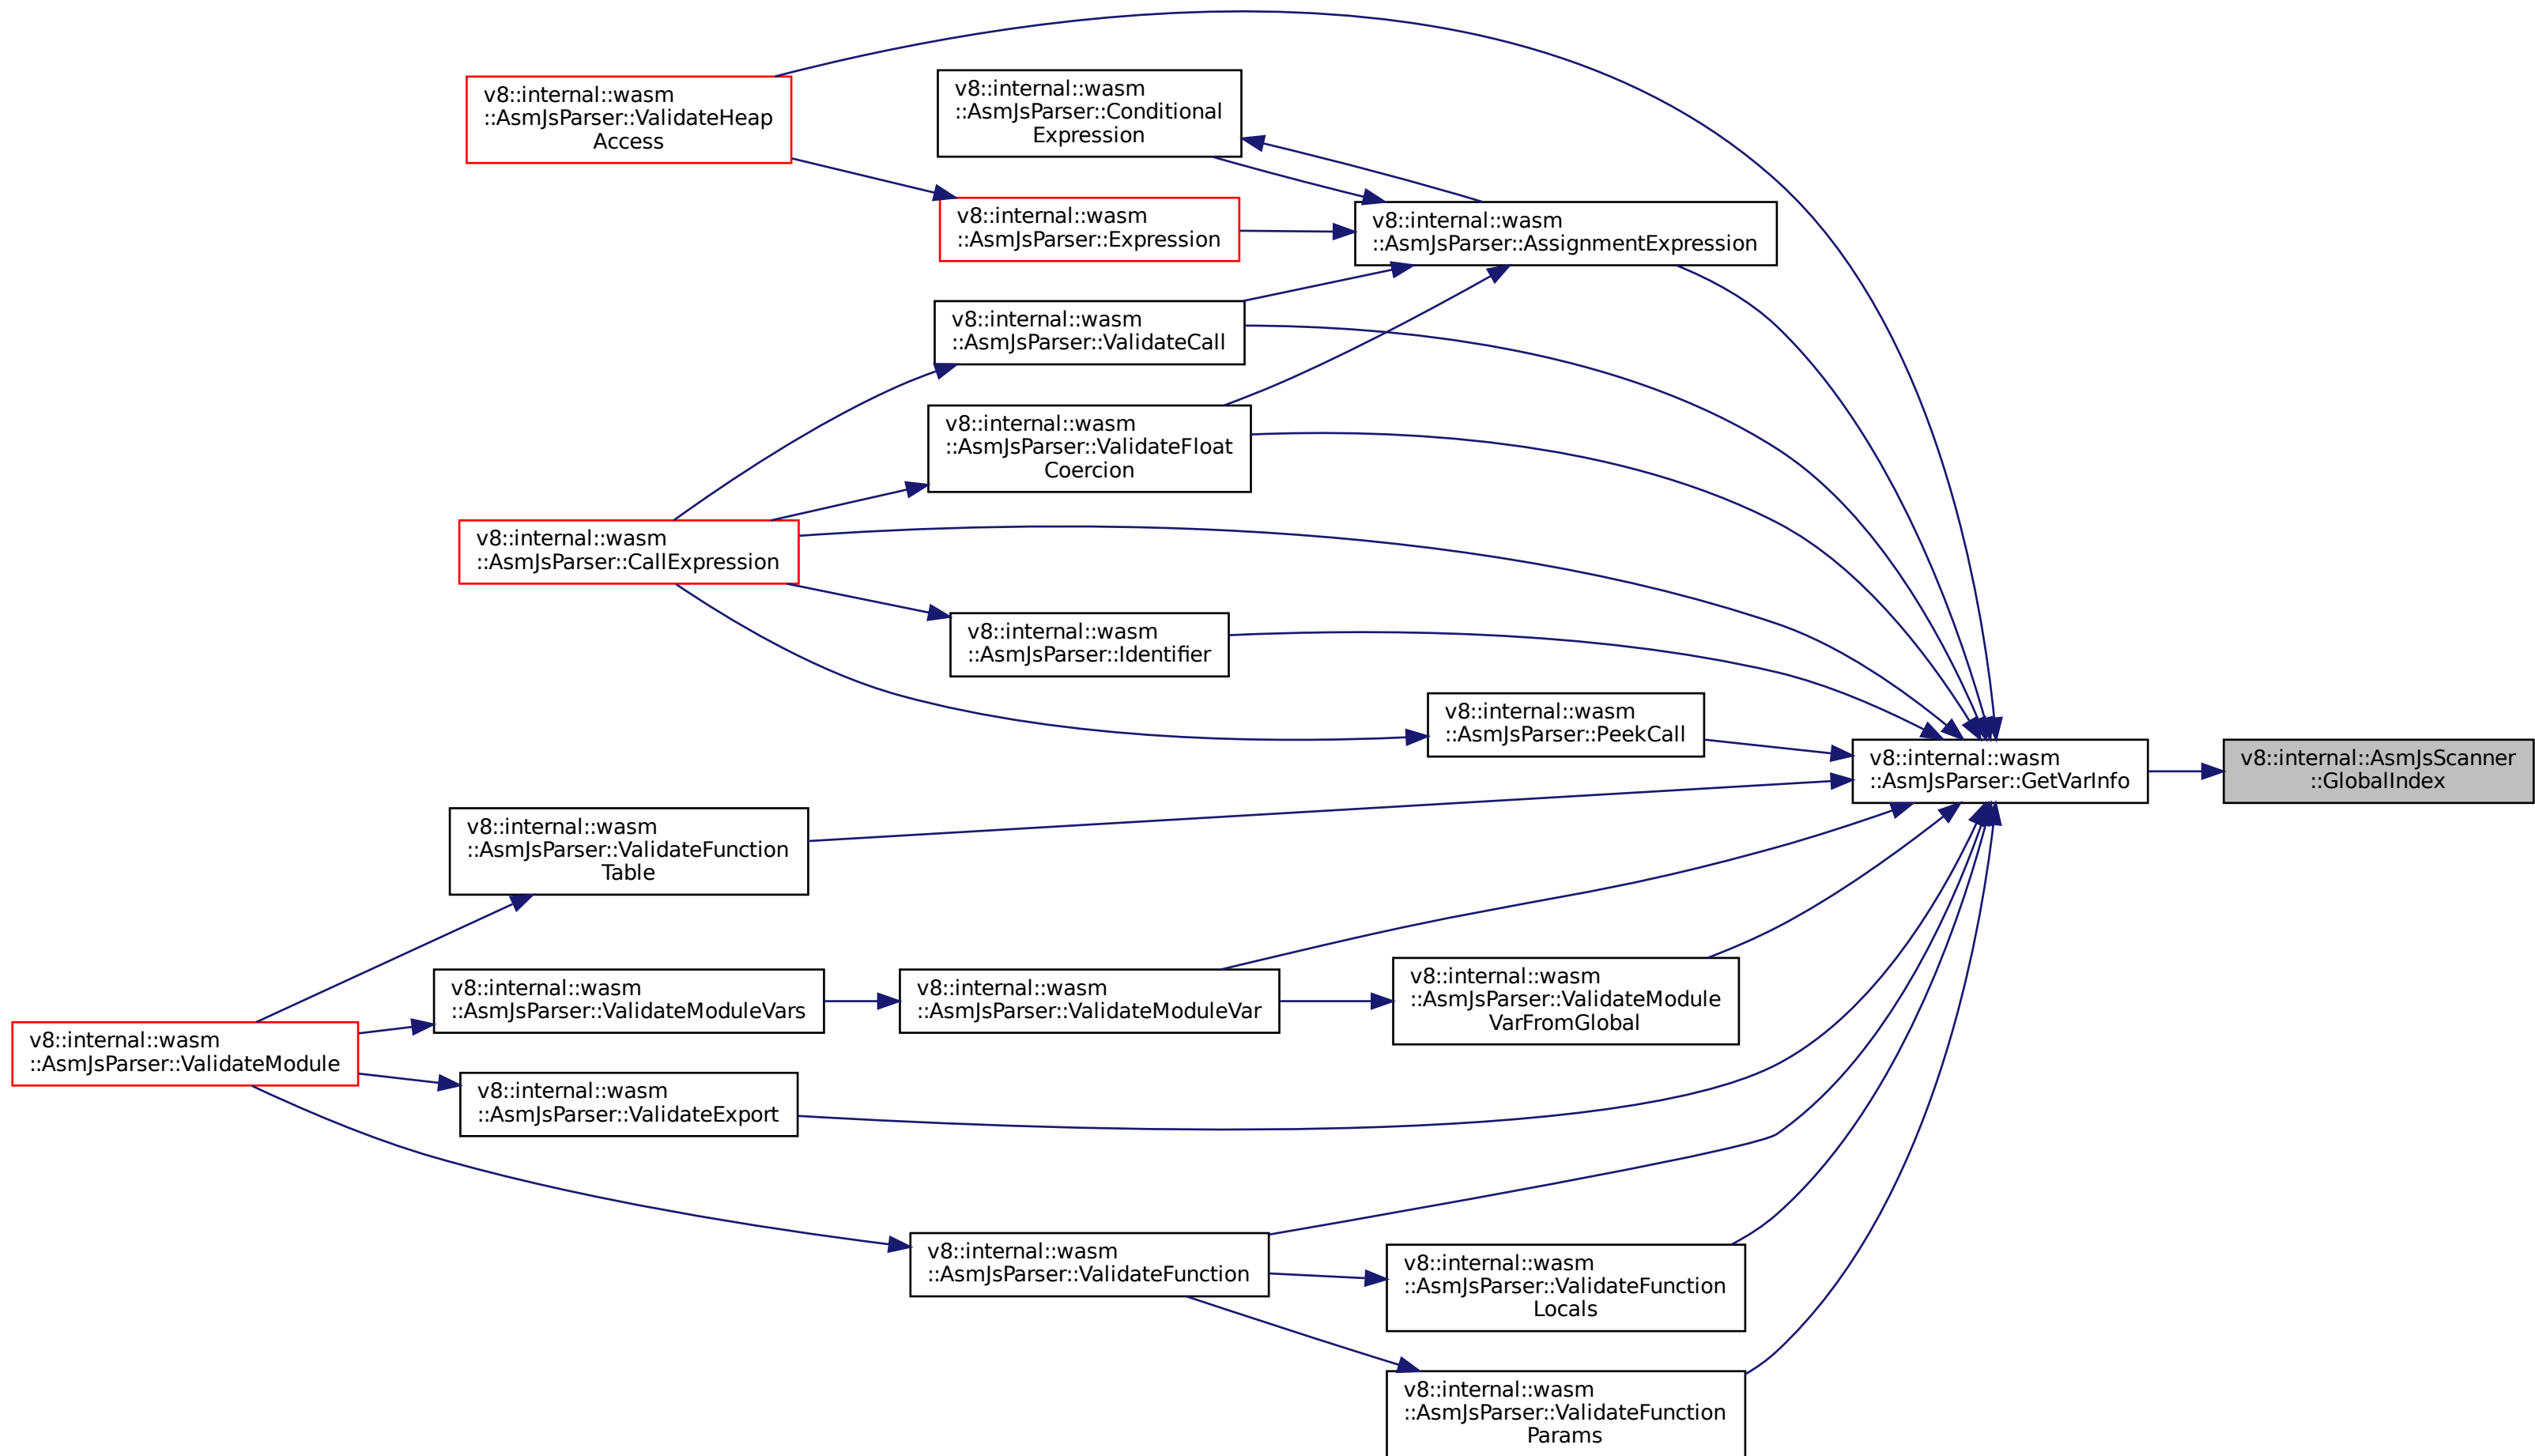 v8::internal::wasm
::AsmJsParser::ValidateHeap
Access
v8::internal::wasm
::AsmJsParser::Conditional
Expression
v8::internal::wasm
::AsmJsParser::Expression
v8::internal::wasm
::AsmJsParser::AssignmentExpression
v8::internal::wasm
::AsmJsParser::ValidateCall
v8::internal::wasm
::AsmJsParser::ValidateFloat
Coercion
v8::internal::wasm
::AsmJsParser::CallExpression
v8::internal::wasm
::AsmJsParser::Identifier
v8::internal::wasm
::AsmJsParser::PeekCall
v8::internal::wasm
::AsmJsParser::GetVarInfo
v8::internal::AsmJsScanner
::GlobalIndex
v8::internal::wasm
::AsmJsParser::ValidateFunction
Table
v8::internal::wasm
::AsmJsParser::ValidateModuleVars
v8::internal::wasm
::AsmJsParser::ValidateModuleVar
v8::internal::wasm
::AsmJsParser::ValidateModule
VarFromGlobal
v8::internal::wasm
::AsmJsParser::ValidateModule
v8::internal::wasm
::AsmJsParser::ValidateExport
v8::internal::wasm
::AsmJsParser::ValidateFunction
v8::internal::wasm
::AsmJsParser::ValidateFunction
Locals
v8::internal::wasm
::AsmJsParser::ValidateFunction
Params